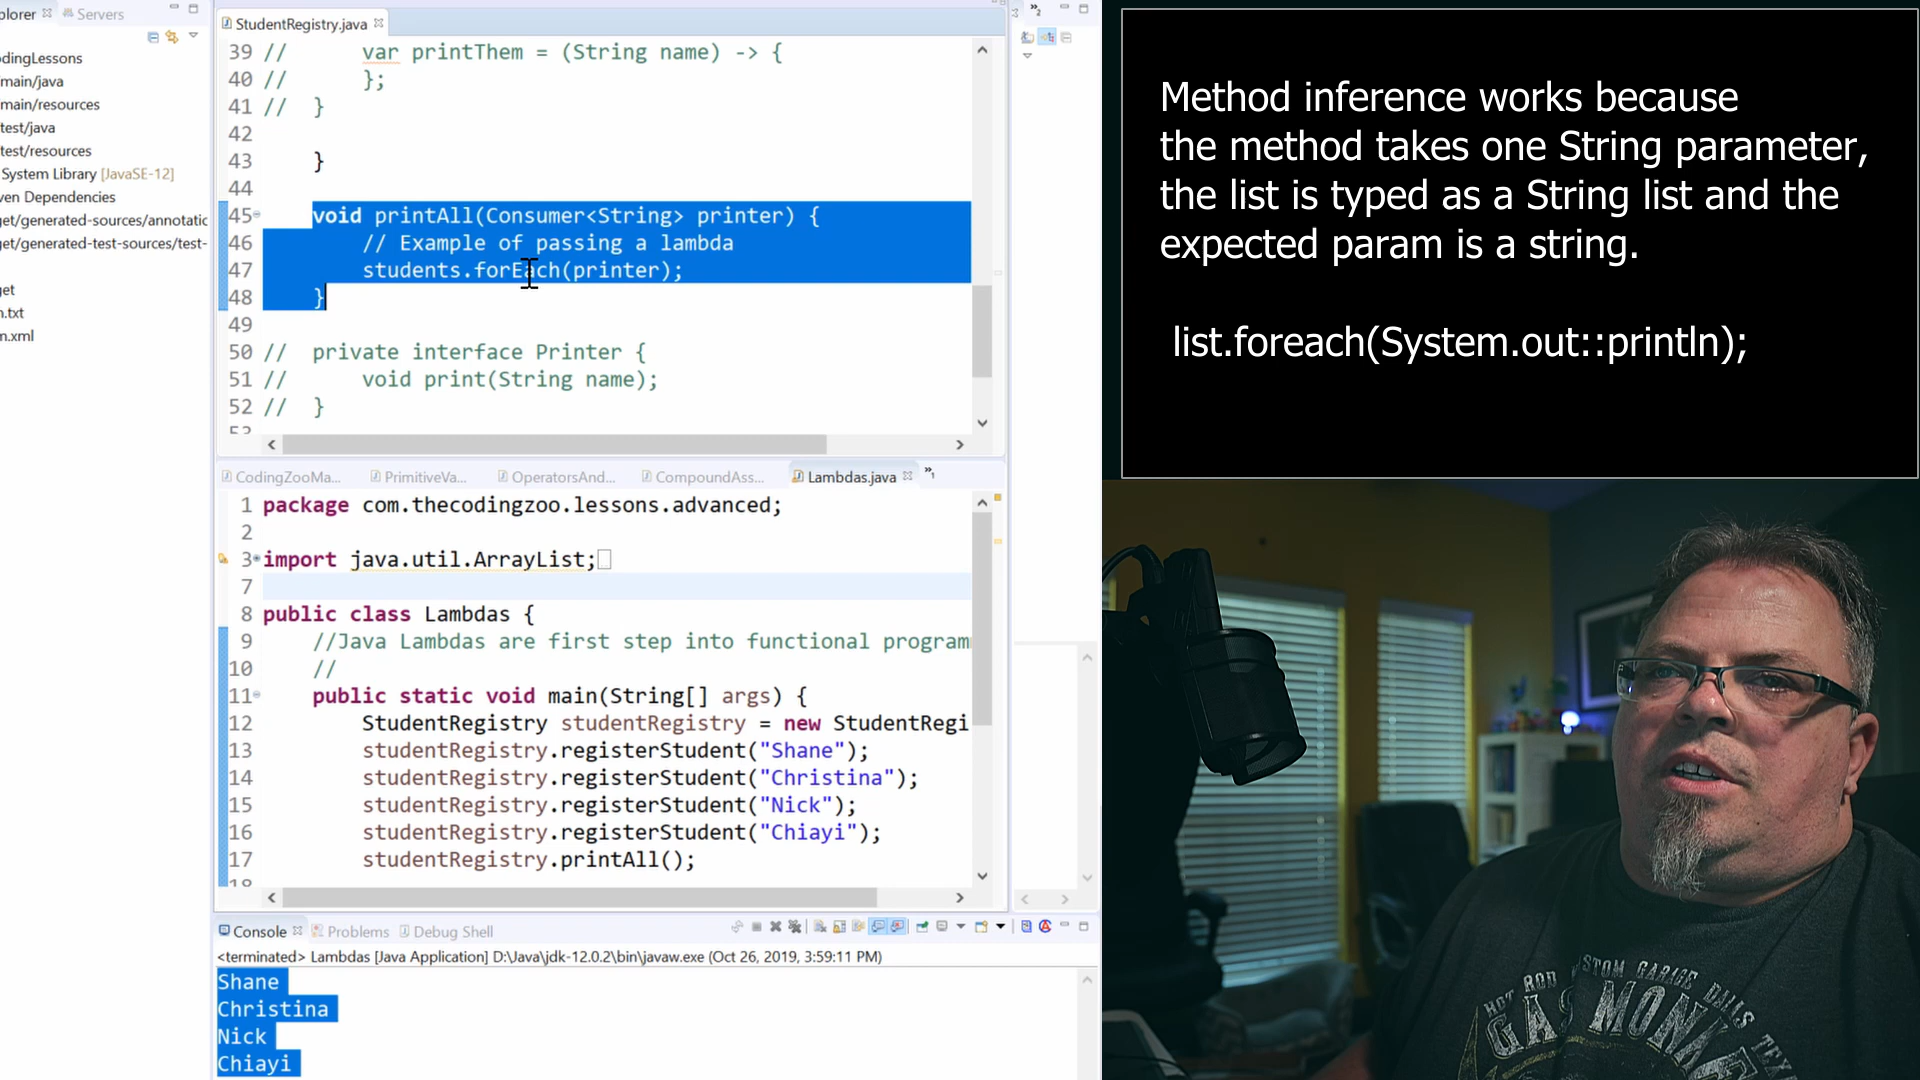 plorer
Servers
odingLessons
/main/java
main/resources
test/java
test/resources
System Library [JavaSE-12]
ven Dependencies
get/generated-sources/annotatic
get/generated-test-sources/test-
get
n.txt
m.xml
StudentRegistry.java
39 //      var printThem = (String name) -> {
40 //      };
41 //  }
42
43     }
44
45     void printAll(Consumer<String> printer) {
46         // Example of passing a lambda
47         students.forEach(printer);
48     }
49
50 //  private interface Printer {
51 //      void print(String name);
52 //  }
53
CodingZooMa... PrimitiveVa... OperatorsAnd... CompoundAss... Lambdas.java
1 package com.thecodingzoo.lessons.advanced;
2
3 import java.util.ArrayList;
7
8 public class Lambdas {
9     //Java Lambdas are first step into functional program
10     //
11     public static void main(String[] args) {
12         StudentRegistry studentRegistry = new StudentRegi
13         studentRegistry.registerStudent("Shane");
14         studentRegistry.registerStudent("Christina");
15         studentRegistry.registerStudent("Nick");
16         studentRegistry.registerStudent("Chiayi");
17         studentRegistry.printAll();
18
Console Problems Debug Shell
<terminated> Lambdas [Java Application] D:\Java\jdk-12.0.2\bin\javaw.exe (Oct 26, 2019, 3:59:11 PM)
Shane
Christina
Nick
Chiayi
Method inference works because
the method takes one String parameter,
the list is typed as a String list and the
expected param is a string.
list.foreach(System.out::println);
HOT ROD CUSTOM GARAGE DALLAS TEXAS
GAS MONKEY